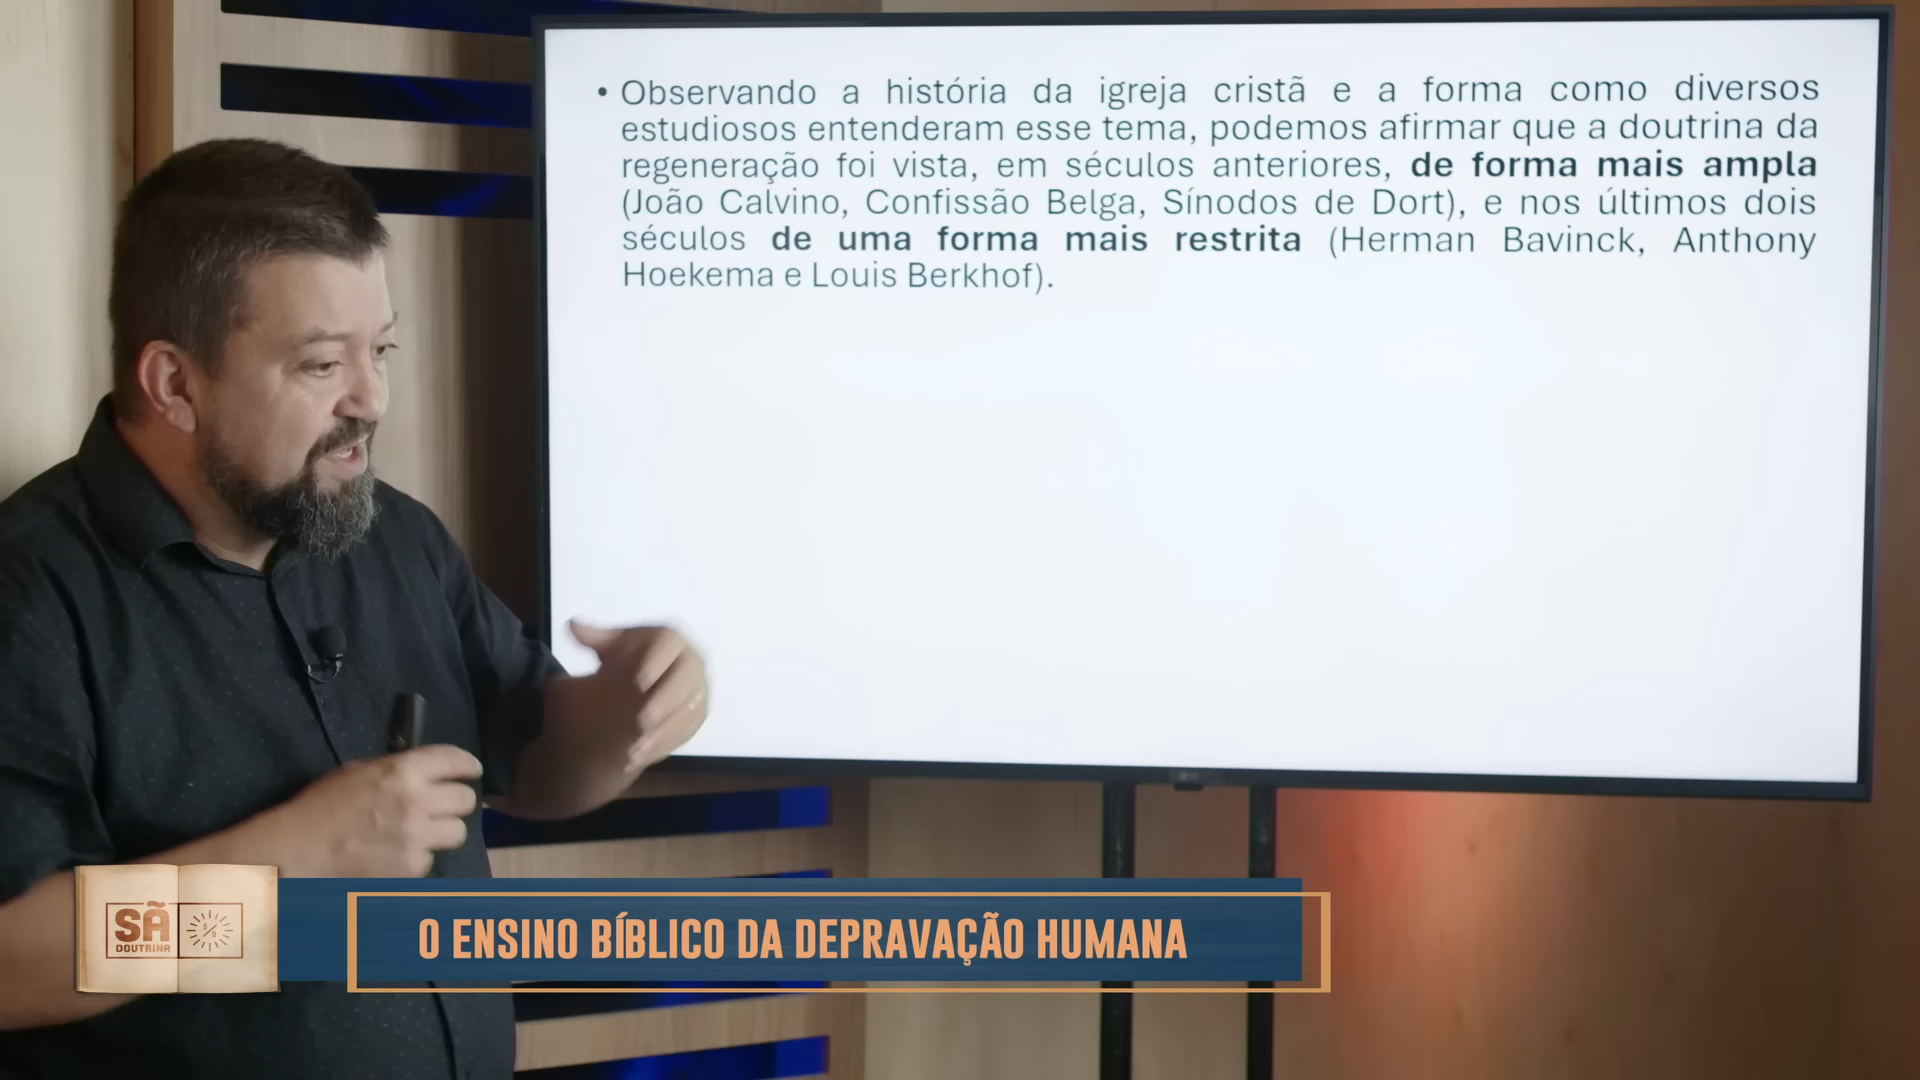 • Observando a história da igreja cristã e a forma como diversos
estudiosos entenderam esse tema, podemos afirmar que a doutrina da
regeneração foi vista, em séculos anteriores, de forma mais ampla
(João Calvino, Confissão Belga, Sínodos de Dort), e nos últimos dois
séculos de uma forma mais restrita (Herman Bavinck, Anthony
Hoekema e Louis Berkhof).
SÃ
DOUTRINA
S/D
O ENSINO BÍBLICO DA DEPRAVAÇÃO HUMANA